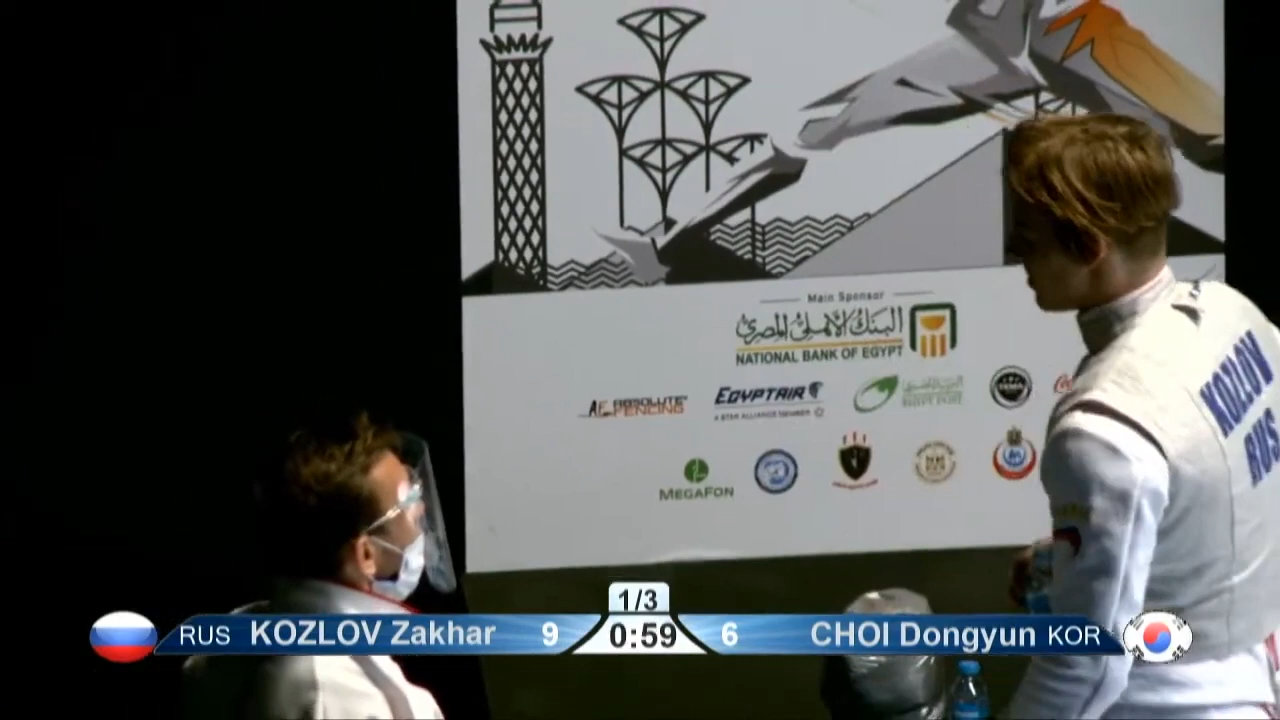 Main Sponsor
البنك الأهلي المصري
NATIONAL BANK OF EGYPT
AF ABSOLUTE FENCING
EGYPTAIR
A STAR ALLIANCE MEMBER
MEGAFON
KOZLOV
RUS
1/3
RUS KOZLOV Zakhar 9 0:59 6 CHOI Dongyun KOR